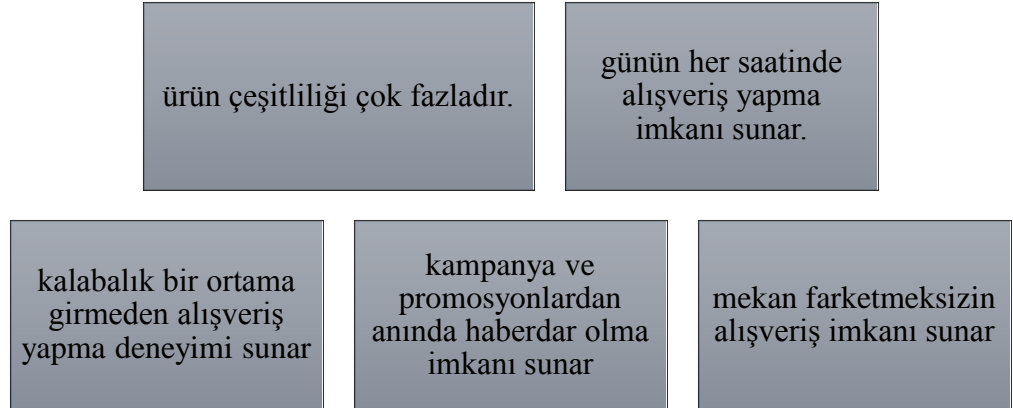 ürün çeşitliliği çok fazladır.
günün her saatinde
alışveriş yapma
imkanı sunar.
kalabalık bir ortama
girmeden alışveriş
yapma deneyimi sunar
kampanya ve
promosyonlardan
anında haberdar olma
imkanı sunar
mekan farketmeksizin
alışveriş imkanı sunar